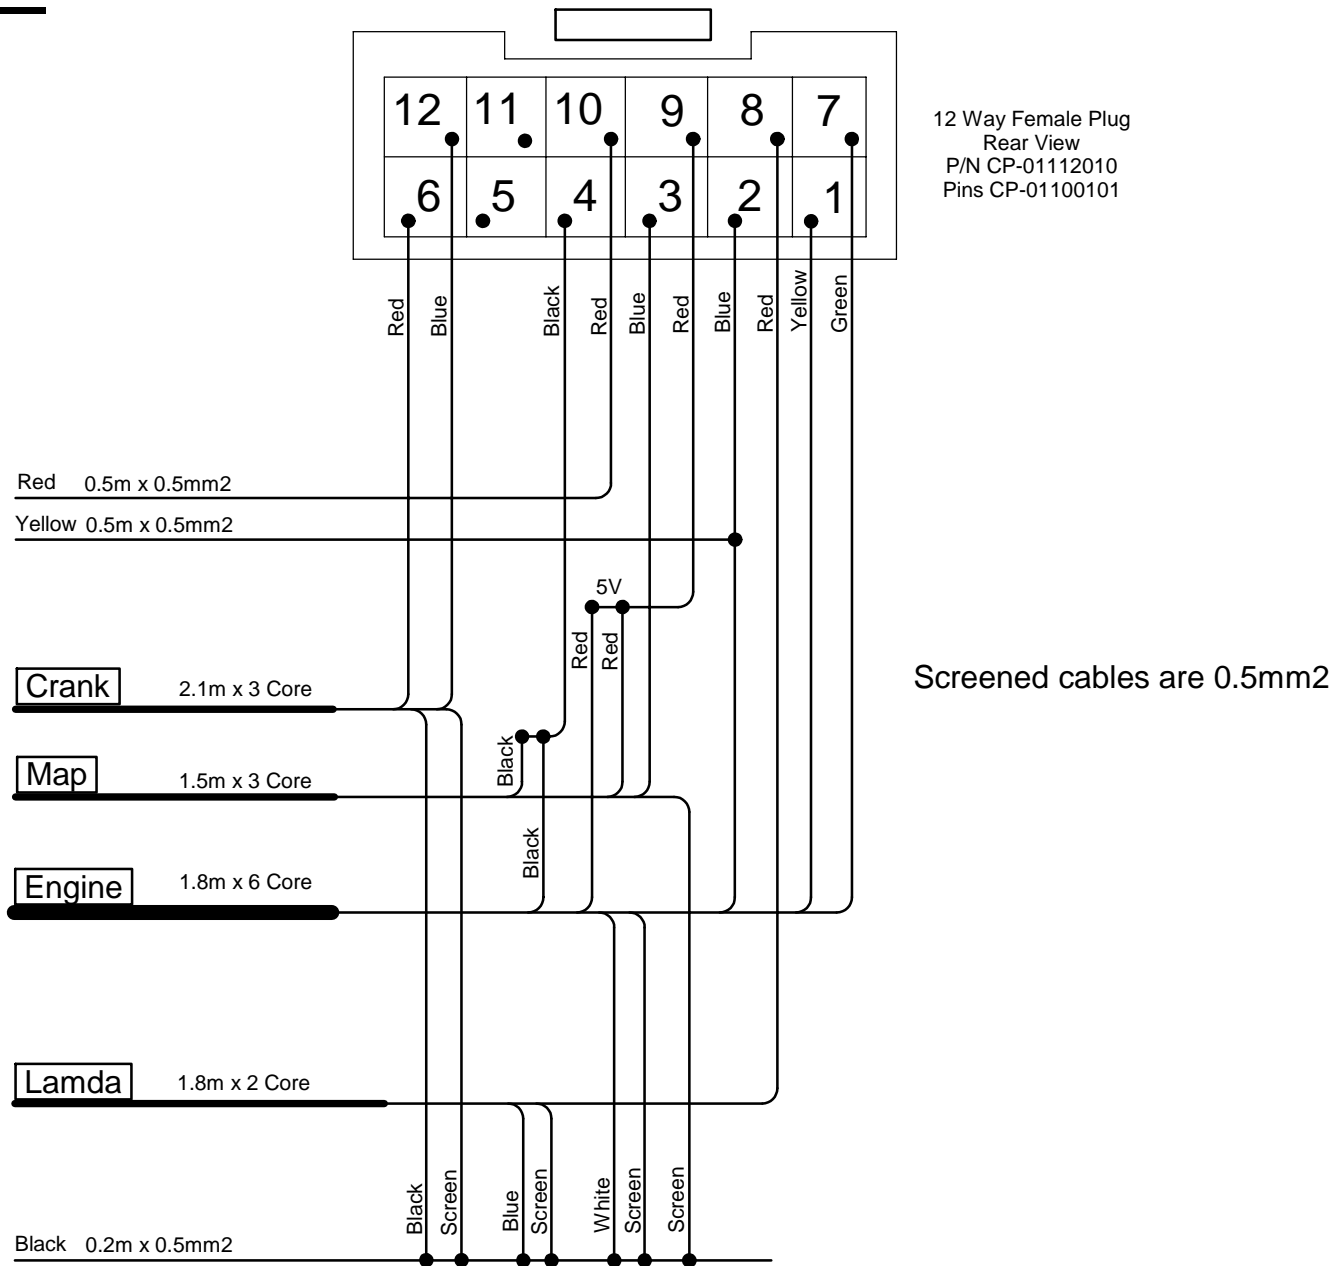 12 11 10 9 8 7
6 5 4 3 2 1
12 Way Female Plug
Rear View
P/N CP-01112010
Pins CP-01100101
Red
Blue
Black
Red
Blue
Red
Blue
Red
Yellow
Green
Red 0.5m x 0.5mm2
Yellow 0.5m x 0.5mm2
5V
Red
Red
Crank 2.1m x 3 Core
Screened cables are 0.5mm2
Black
Map 1.5m x 3 Core
Black
Engine 1.8m x 6 Core
Lamda 1.8m x 2 Core
Black
Screen
Blue
Screen
White
Screen
Screen
Black 0.2m x 0.5mm2